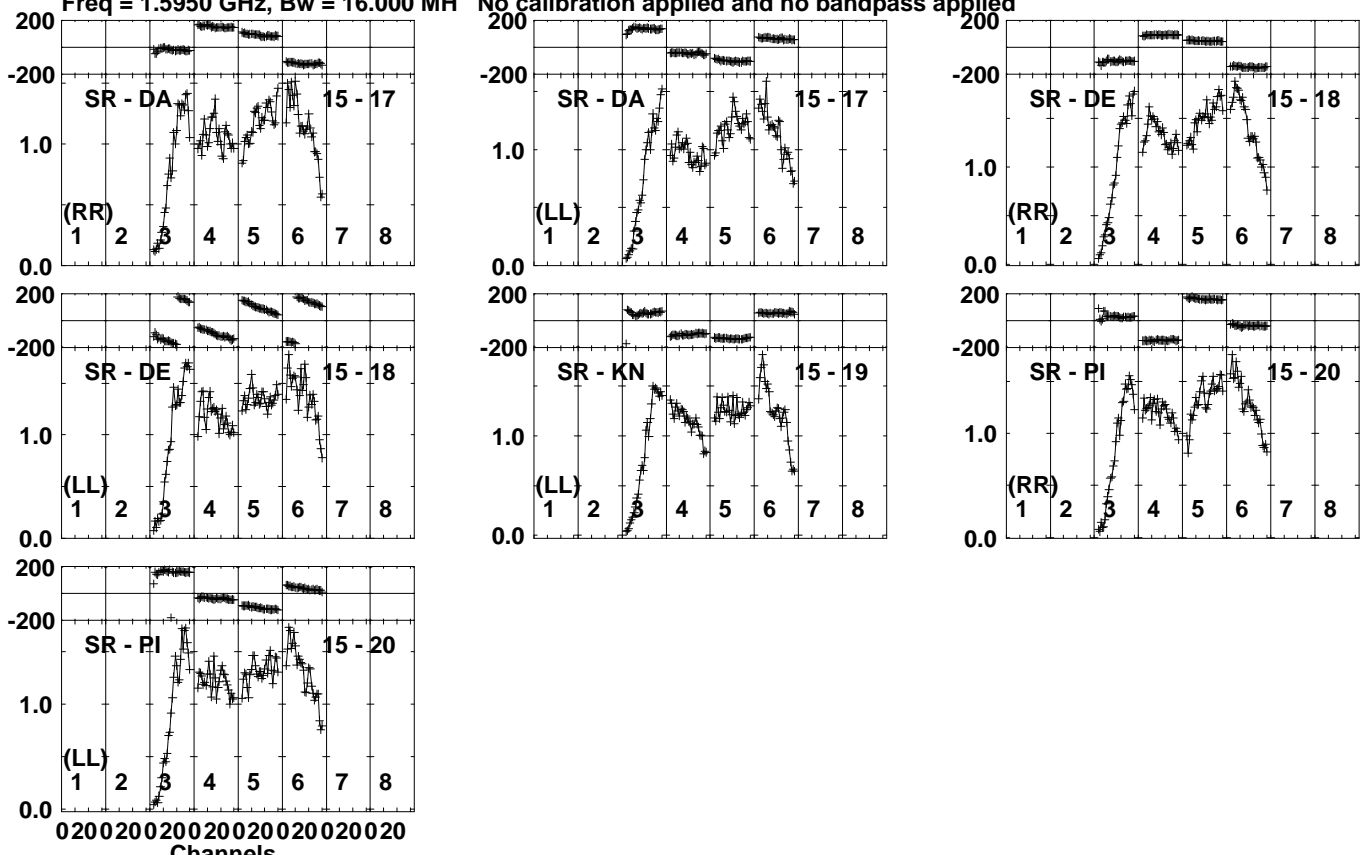 Freq = 1.5950 GHz, Bw = 16.000 MH No calibration applied and no bandpass applied
200
-200
SR - DA 15 - 17
1.0
(RR)
1 2 3 4 5 6 7 8
0.0
200
-200
SR - DA 15 - 17
1.0
(LL)
1 2 3 4 5 6 7 8
0.0
200
-200
SR - DE 15 - 18
1.0
(RR)
1 2 3 4 5 6 7 8
0.0
200
-200
SR - DE 15 - 18
1.0
(LL)
1 2 3 4 5 6 7 8
0.0
200
-200
SR - KN 15 - 19
1.0
(LL)
1 2 3 4 5 6 7 8
0.0
200
-200
SR - PI 15 - 20
1.0
(RR)
1 2 3 4 5 6 7 8
0.0
200
-200
SR - PI 15 - 20
1.0
(LL)
1 2 3 4 5 6 7 8
0.0
0 20 0 20 0 20 0 20 0 20 0 20 0 20 0 20
Channels